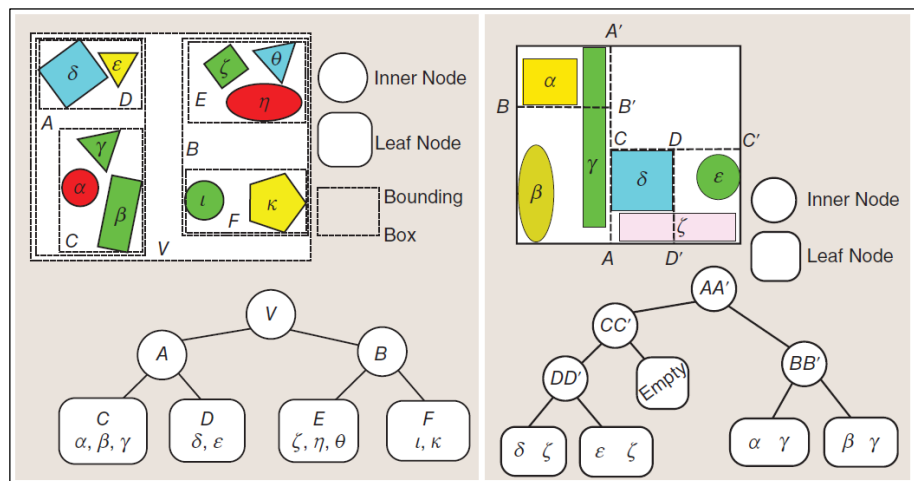 δ ε D
A
γ
α
β
C V
ζ θ
E η
B
ι κ
F
Inner Node
Leaf Node
Bounding
Box
V
A B
C
α, β, γ
D
δ, ε
E
ζ, η, θ
F
ι, κ
A′
α
B B′
C D C′
γ
β δ ε
ζ
A D′
Inner Node
Leaf Node
AA′
CC′
BB′
DD′
Empty
δ ζ
ε ζ
α γ
β γ